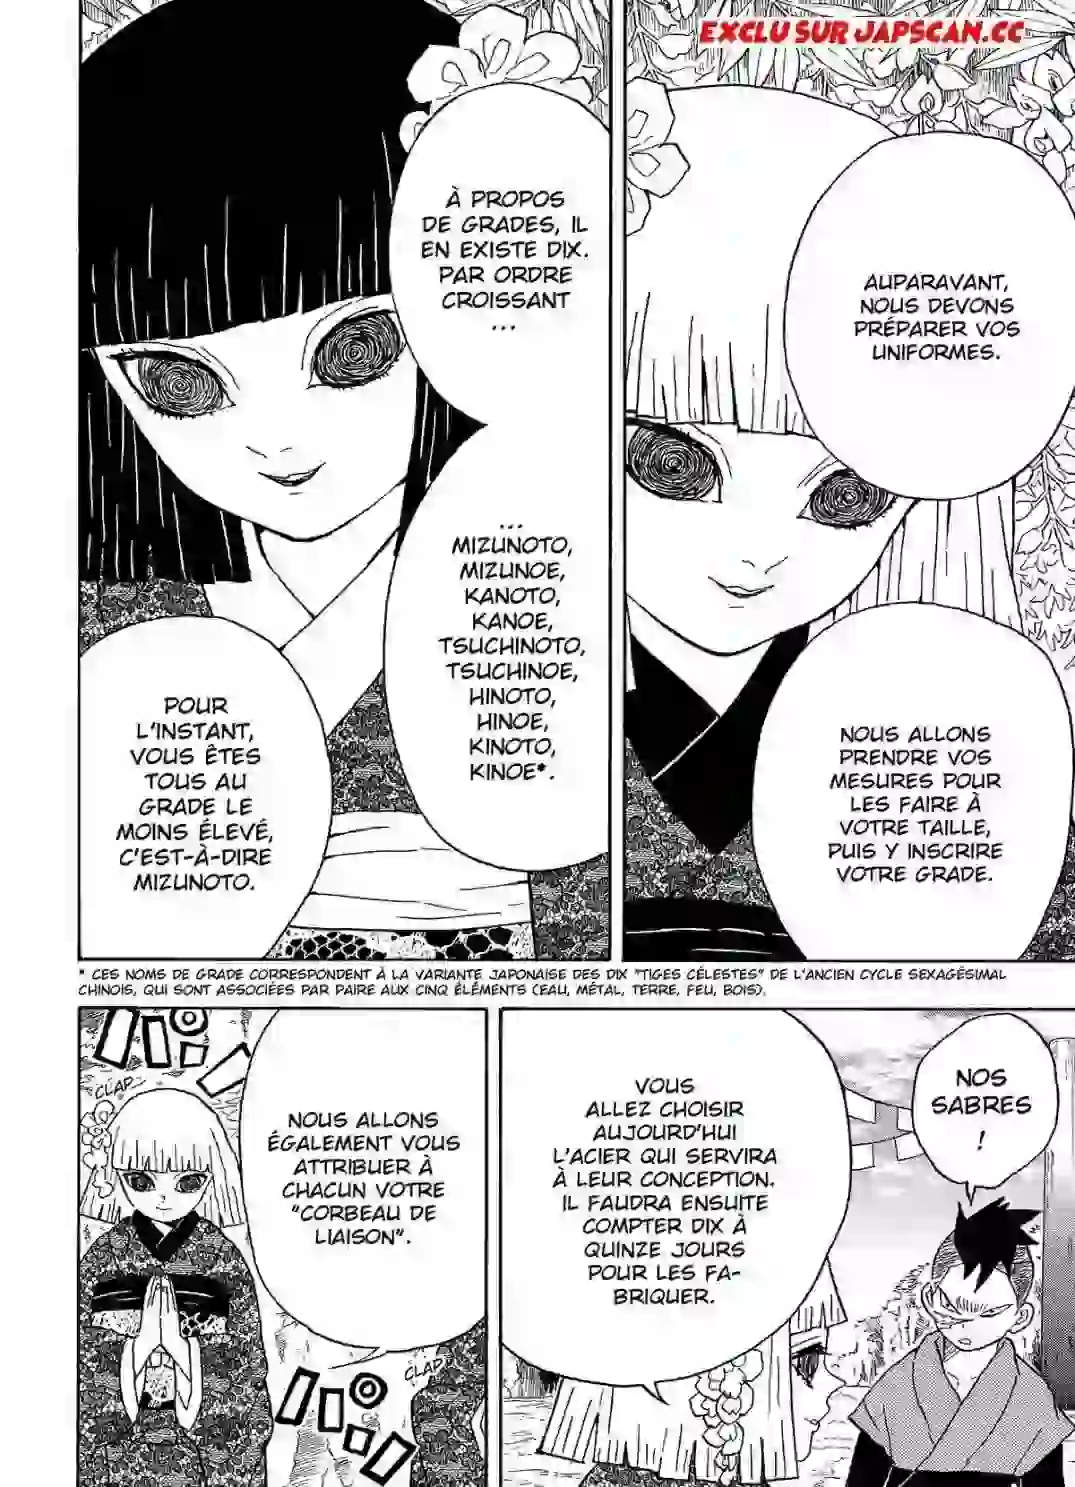 EXCLU SUR JAPSCAN.CC
AUPARAVANT,
NOUS DEVONS
PRÉPARER VOS
UNIFORMES.
NOUS ALLONS
PRENDRE VOS
MESURES POUR
LES FAIRE À
VOTRE TAILLE,
PUIS Y INSCRIRE
VOTRE GRADE.
À PROPOS
DE GRADES, IL
EN EXISTE DIX.
PAR ORDRE
CROISSANT
...
...
MIZUNOTO,
MIZUNOE,
KANOTO,
KANOE,
TSUCHINOTO,
TSUCHINOE,
HINOTO,
HINOE,
KINOTO,
KINOE*.
POUR
L'INSTANT,
VOUS ÊTES
TOUS AU
GRADE LE
MOINS ÉLEVÉ,
C'EST-À-DIRE
MIZUNOTO.
* CES NOMS DE GRADE CORRESPONDENT À LA VARIANTE JAPONAISE DES DIX "TIGES CÉLESTES" DE L'ANCIEN CYCLE SEXAGÉSIMAL
CHINOIS, QUI SONT ASSOCIÉES PAR PAIRE AUX CINQ ÉLÉMENTS (EAU, MÉTAL, TERRE, FEU, BOIS).
NOS
SABRES
!
VOUS
ALLEZ CHOISIR
AUJOURD'HUI
L'ACIER QUI SERVIRA
À LEUR CONCEPTION.
IL FAUDRA ENSUITE
COMPTER DIX À
QUINZE JOURS
POUR LES FA-
BRIQUER.
NOUS ALLONS
ÉGALEMENT VOUS
ATTRIBUER À
CHACUN VOTRE
"CORBEAU DE
LIAISON".
パン
CLAP
パン
CLAP